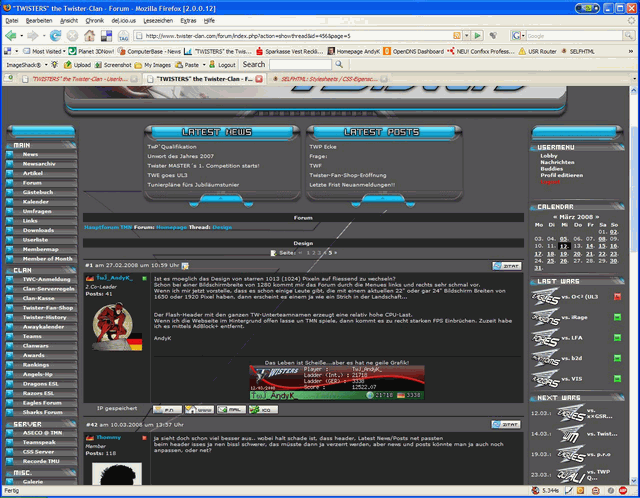 "TWISTERS" the Twister-Clan - Forum - Mozilla Firefox [2.0.0.12]
Datei Bearbeiten Ansicht Chronik del.icio.us Lesezeichen Extras Hilfe
http://www.twister-clan.com/forum/index.php?action=showthread&id=456&page=5
Most Visited Planet 3DNow! ComputerBase - News "TWISTERS" the Twis... Sparkasse Vest Reckli... Homepage AndyK OpenDNS Dashboard NEU! Confixx Profess... USR Router SELFHTML
ImageShack® Upload Screenshot My Images Paste Logout Search
"TWISTERS" the Twister-Clan - Userlo...
"TWISTERS" the Twister-Clan - F...
SELFHTML: Stylesheets / CSS-Eigensc...
LATEST NEWS
TwP Qualifikation
Unwort des Jahres 2007
Twister MASTER´s 1. Competition starts!
TWE goes UL3
Tunierpläne fürs Jubiläumstunier
LATEST POSTS
TWP Ecke
Frage:
TWF
Twister-Fan-Shop-Eröffnung
Letzte Frist Neuanmeldungen!!
MAIN
News
Newsarchiv
Artikel
Forum
Gästebuch
Kalender
Umfragen
Links
Downloads
Userliste
Membermap
Member of Month
CLAN
TWC-Anmeldung
Clan-Serverregeln
Clan-Kasse
Twister-Fan-Shop
Twister-History
Awaykalender
Teams
Clanwars
Awards
Rankings
Angels-Hp
Dragons ESL
Razors ESL
Eagles Forum
Sharks Forum
SERVER
ASECO @ TMN
Teamspeak
CSS Server
Recorde TMU
MISC.
Galerie
Forum
Hauptforum TMN Forum: Homepage Thread: Design
Design
Seite: « 1 2 3 4 5 »
#1 am 27.02.2008 um 10:59 Uhr
ZITAT
TwJ_AndyK_
2.Co-Leader
Posts: 41
Ist es moeglich das Design von starren 1013 (1024) Pixeln auf fliessend zu wechseln?
Schon bei einer Bildschirmbreite von 1280 kommt mir das Forum durch die Menues links und rechts sehr schmal vor.
Wenn ich mir jetzt vorstelle, dass es schon einige Leute gibt, die mit einem aktuellen 22" oder gar 24" Bildschirm Breiten von 1650 oder 1920 Pixel haben, dann erscheint es einem ja wie ein Strich in der Landschaft...
Der Flash-Header mit den ganzen TW-Unterteamnamen erzeugt eine relativ hohe CPU-Last.
Wenn ich die Webseite im Hintergrund offen lasse un TMN spiele, dann kommt es zu recht starken FPS Einbrüchen. Zuzeit habe ich es mittels AdBlock+ entfernt.
AndyK
Das Leben ist Scheiße...aber es hat ne geile Grafik!
TWISTERS
Player : TwJ_AndyK_
Ladder (Int.) : 21718
Ladder (GER) : 3338
Score : 12522.07
TwJ_AndyK_ 21718 3338
IP gespeichert
P.N
WWW
MAIL
ICQ
#42 am 10.03.2008 um 13:57 Uhr
ZITAT
Thommy
Member
Posts: 118
ja sieht doch schon viel besser aus.. wobei halt schade ist, dass header, Latest News/Posts net passten
beim header isses ja nen bissl schwerer, das müsste dann ja verzerrt werden, aber news und posts könnte man ja auch noch anpassen, oder net?
USERMENU
Lobby
Nachrichten
Buddies
Profil editieren
CALENDAR
« März 2008 »
Mo Di Mi Do Fr Sa So
01. 02.
03. 04. 05. 06. 07. 08. 09.
10. 11. 12. 13. 14. 15. 16.
17. 18. 19. 20. 21. 22. 23.
24. 25. 26. 27. 28. 29. 30.
31.
LAST WARS
vs. O<! (UL3
vs. iRage
vs. LFA
vs. b2d
vs. VIS
NEXT WARS
12.03.: vs. ×GSR...
14.03.: vs. Twist...
19.03.: vs. p.r.o
23.03.: vs. TWP Q...
Fertig
5.344s